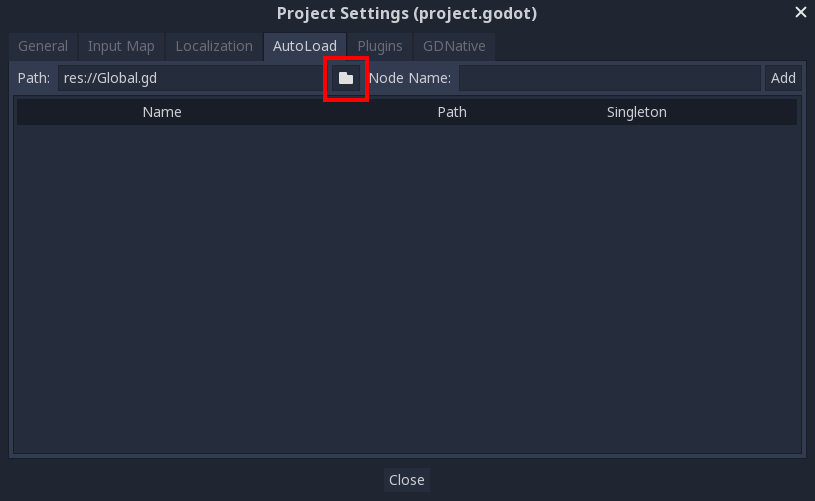 Project Settings (project.godot)
General Input Map Localization AutoLoad Plugins GDNative
Path: res://Global.gd Node Name: Add
Name Path Singleton
Close